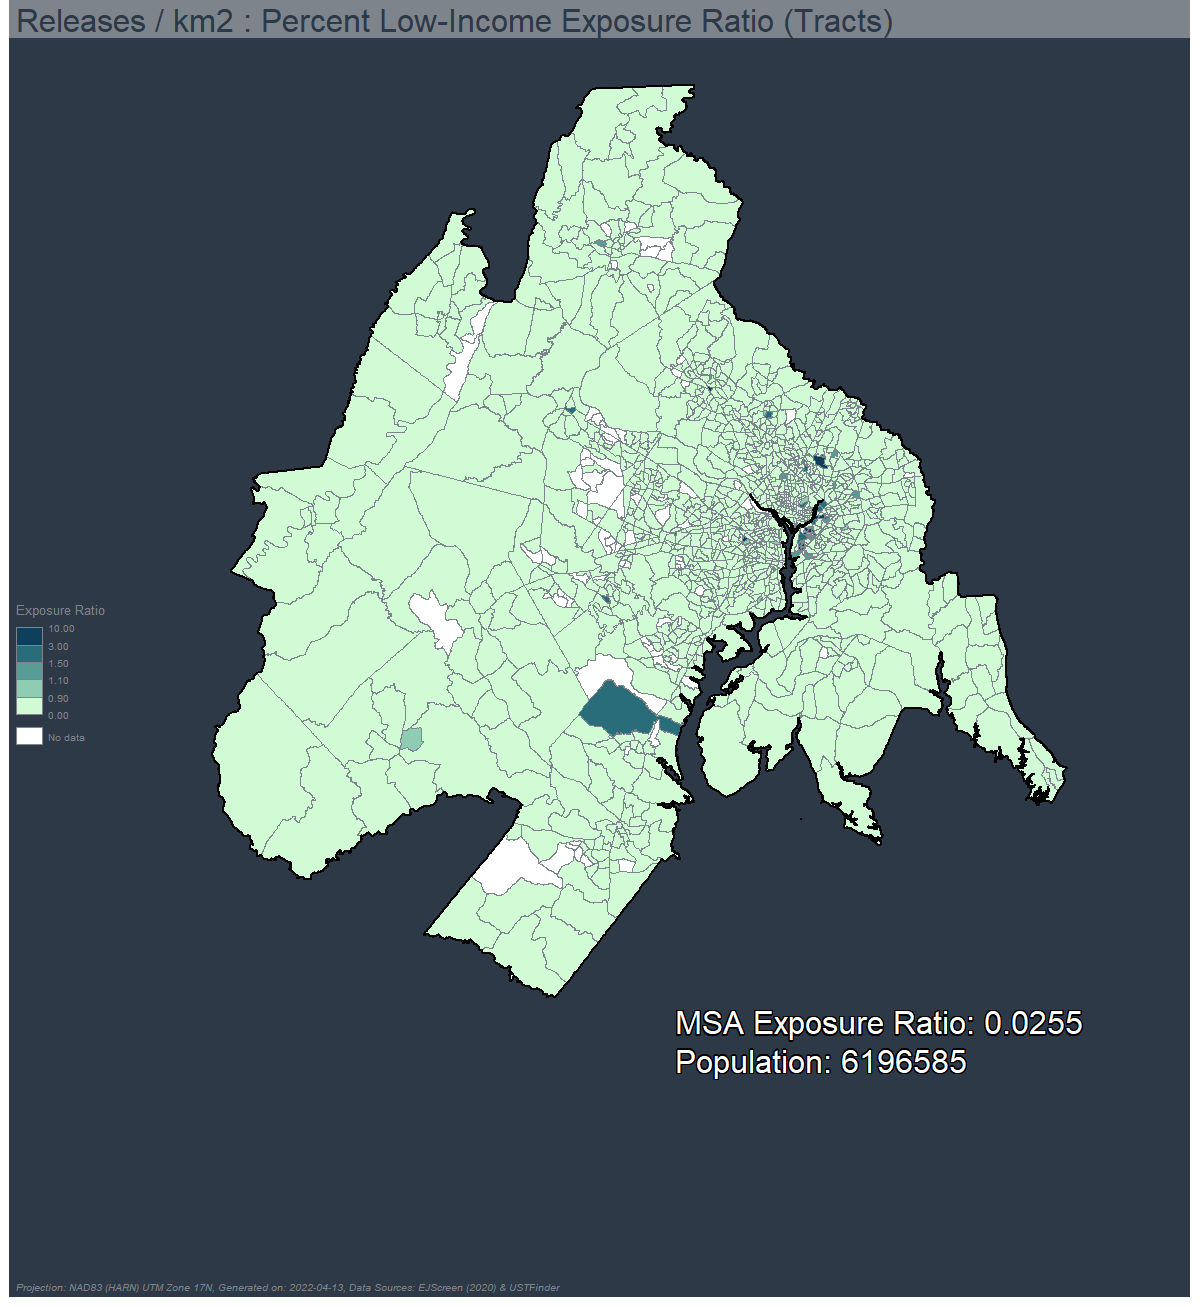 Releases / km2 : Percent Low-Income Exposure Ratio (Tracts)
Exposure Ratio
10.00
3.00
1.50
1.10
0.90
0.00
No data
MSA Exposure Ratio: 0.0255
Population: 6196585
Projection: NAD83 (HARN) UTM Zone 17N, Generated on: 2022-04-13, Data Sources: EJScreen (2020) & USTFinder